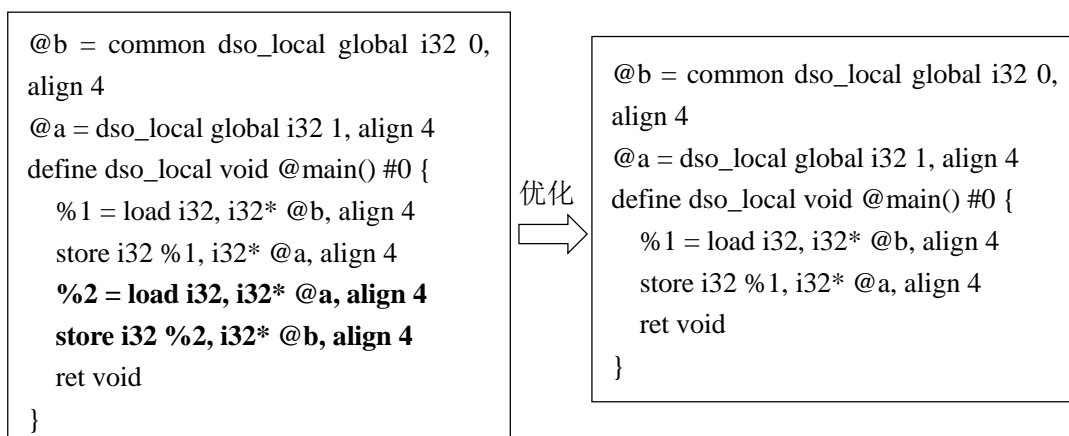 @b = common dso_local global i32 0,
align 4
@a = dso_local global i32 1, align 4
define dso_local void @main() #0 {
%1 = load i32, i32* @b, align 4
store i32 %1, i32* @a, align 4
%2 = load i32, i32* @a, align 4
store i32 %2, i32* @b, align 4
ret void
}
优化
@b = common dso_local global i32 0,
align 4
@a = dso_local global i32 1, align 4
define dso_local void @main() #0 {
%1 = load i32, i32* @b, align 4
store i32 %1, i32* @a, align 4
ret void
}